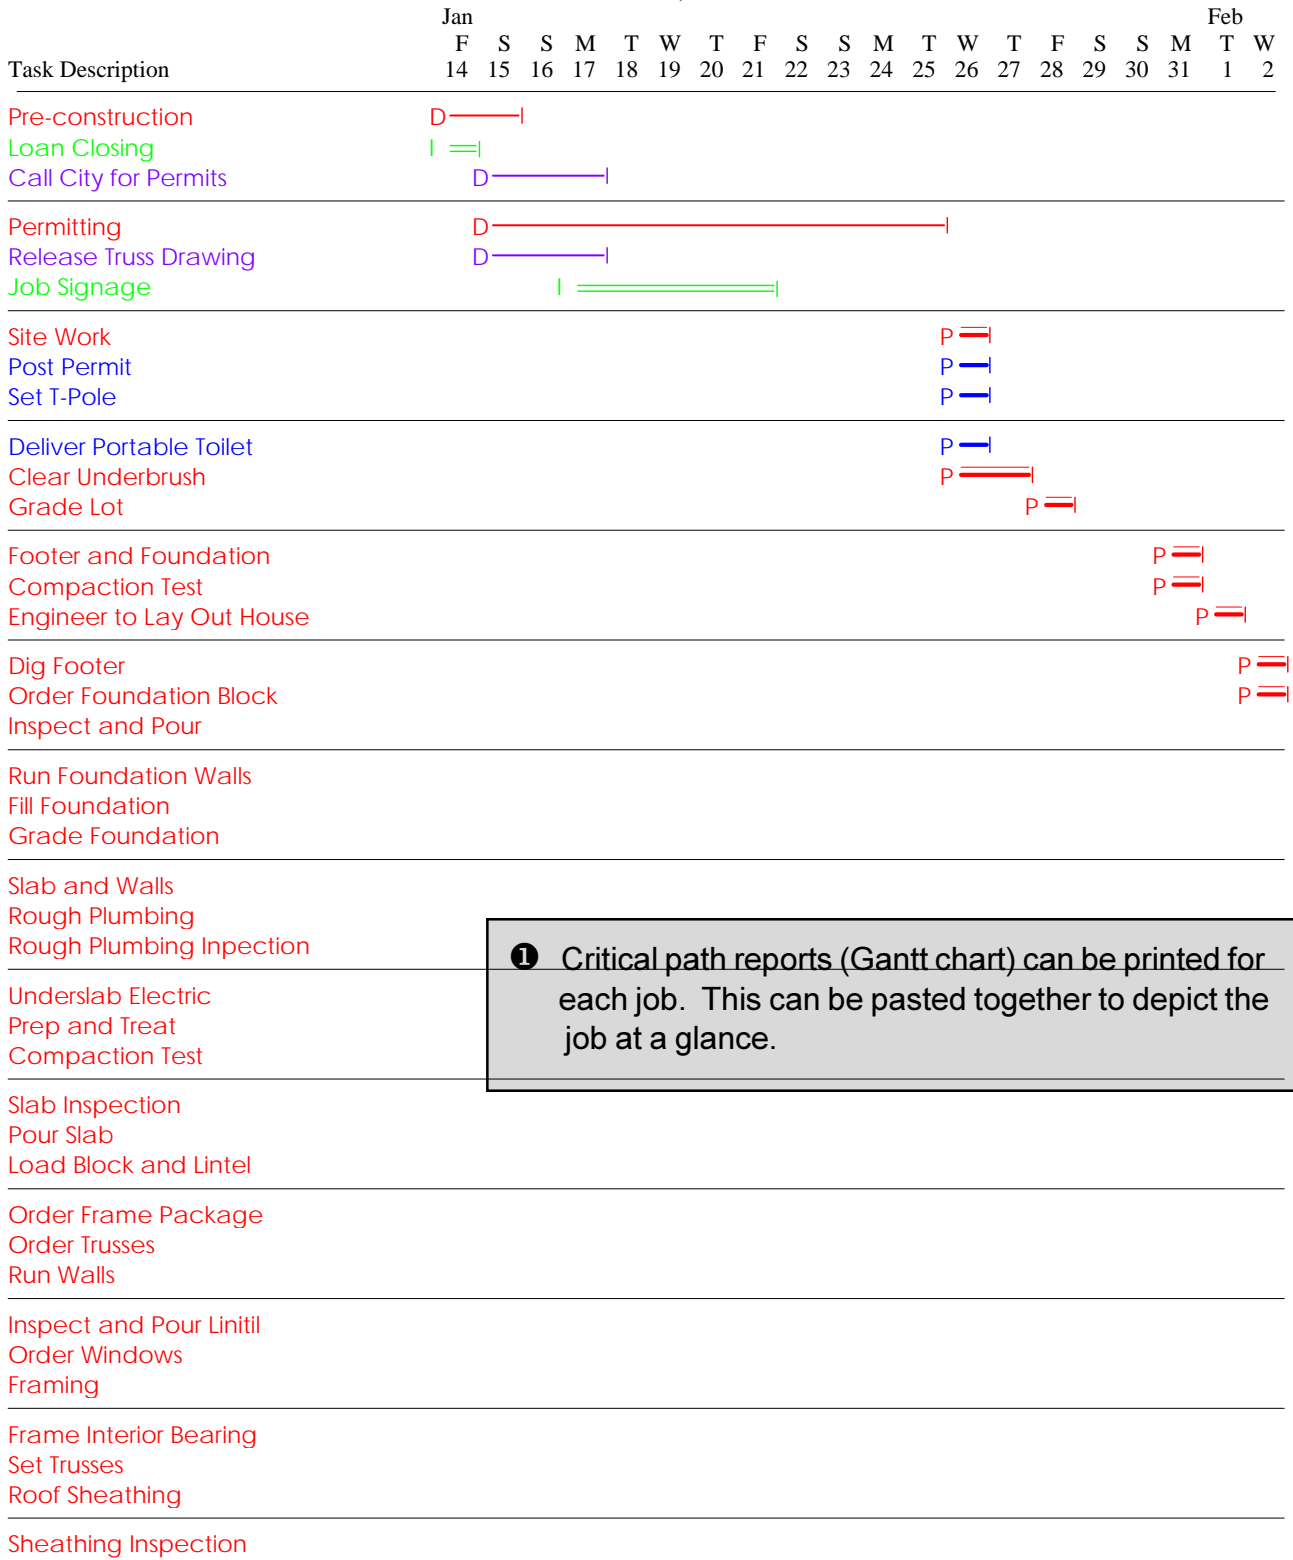 Jan Feb
F S S M T W T F S S M T W T F S S M T W
Task Description 14 15 16 17 18 19 20 21 22 23 24 25 26 27 28 29 30 31 1 2
Pre-construction D
Loan Closing I
Call City for Permits D
Permitting D
Release Truss Drawing D
Job Signage I
Site Work P
Post Permit P
Set T-Pole P
Deliver Portable Toilet P
Clear Underbrush P
Grade Lot P
Footer and Foundation P
Compaction Test P
Engineer to Lay Out House P
Dig Footer P
Order Foundation Block P
Inspect and Pour
Run Foundation Walls
Fill Foundation
Grade Foundation
Slab and Walls
Rough Plumbing
Rough Plumbing Inpection
❶ Critical path reports (Gantt chart) can be printed for
each job. This can be pasted together to depict the
job at a glance.
Underslab Electric
Prep and Treat
Compaction Test
Slab Inspection
Pour Slab
Load Block and Lintel
Order Frame Package
Order Trusses
Run Walls
Inspect and Pour Linitil
Order Windows
Framing
Frame Interior Bearing
Set Trusses
Roof Sheathing
Sheathing Inspection